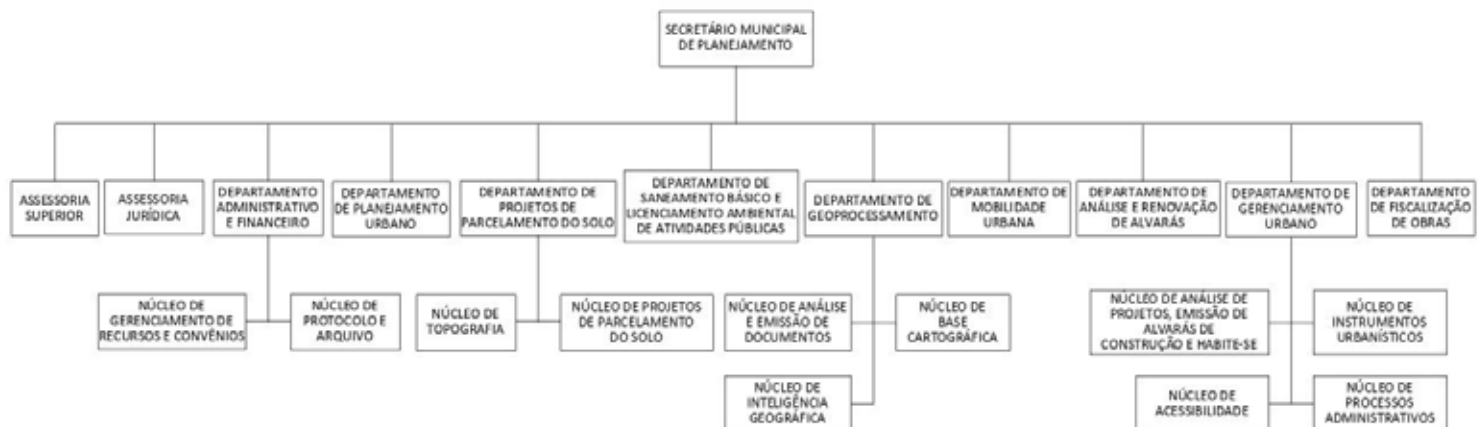 SECRETÁRIO MUNICIPAL
DE PLANEJAMENTO
ASSESSORIA
SUPERIOR
ASSESSORIA
JURÍDICA
DEPARTAMENTO
ADMINISTRATIVO
E FINANCEIRO
DEPARTAMENTO
DE PLANEJAMENTO
URBANO
DEPARTAMENTO DE
PROJETOS DE
PARCELAMENTO DO SOLO
DEPARTAMENTO DE
SANEAMENTO BÁSICO E
LICENCIAMENTO AMBIENTAL
DE ATIVIDADES PÚBLICAS
DEPARTAMENTO DE
GEOPROCESSAMENTO
DEPARTAMENTO DE
MOBILIDADE
URBANA
DEPARTAMENTO DE
ANÁLISE E RENOVAÇÃO
DE ALVARÁS
DEPARTAMENTO DE
GERENCIAMENTO
URBANO
DEPARTAMENTO
DE FISCALIZAÇÃO
DE OBRAS
NÚCLEO DE
GERENCIAMENTO DE
RECURSOS E CONVÊNIOS
NÚCLEO DE
PROTOCOLO E
ARQUIVO
NÚCLEO DE
TOPOGRAFIA
NÚCLEO DE PROJETOS
DE PARCELAMENTO
DO SOLO
NÚCLEO DE ANÁLISE
E EMISSÃO DE
DOCUMENTOS
NÚCLEO DE
BASE
CARTOGRÁFICA
NÚCLEO DE ANÁLISE DE
PROJETOS, EMISSÃO DE
ALVARÁS DE
CONSTRUÇÃO E HABITE-SE
NÚCLEO DE
INSTRUMENTOS
URBANÍSTICOS
NÚCLEO DE
INTELIGÊNCIA
GEOGRÁFICA
NÚCLEO DE
ACESSIBILIDADE
NÚCLEO DE
PROCESSOS
ADMINISTRATIVOS